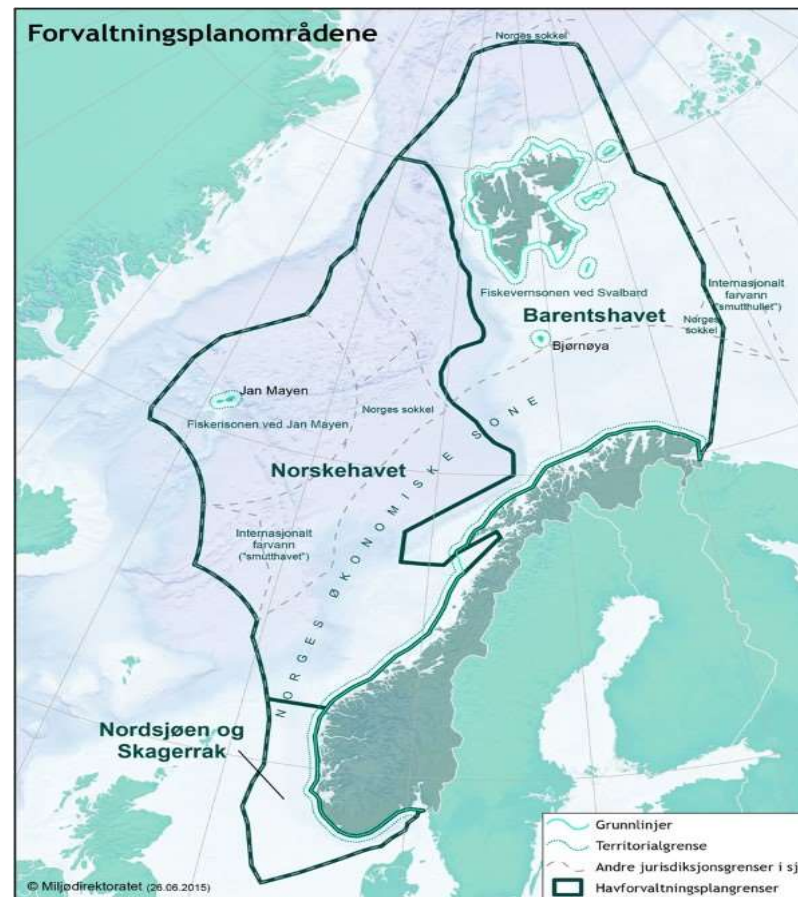 Forvaltningsplanområdene
Norges sokkel
Fiskevernsonen ved Svalbard
Barentshavet
Internasjonalt
farvann
("smutthullet")
Norges
sokkel
Bjørnøya
Jan Mayen
Fiskerisonen ved Jan Mayen
Norges sokkel
Norskehavet
Internasjonalt
farvann
("smutthavet")
NORGES ØKONOMISKE SONE
Nordsjøen og
Skagerrak
Grunnlinjer
Territorialgrense
Andre jurisdiksjonsgrenser i sj
Havforvaltningsplangrenser
© Miljødirektoratet (26.06.2015)